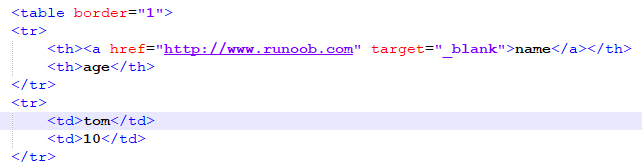 <table border="1">
<tr>
    <th><a href="http://www.runoob.com" target="_blank">name</a></th>
    <th>age</th>
</tr>
<tr>
    <td>tom</td>
    <td>10</td>
</tr>